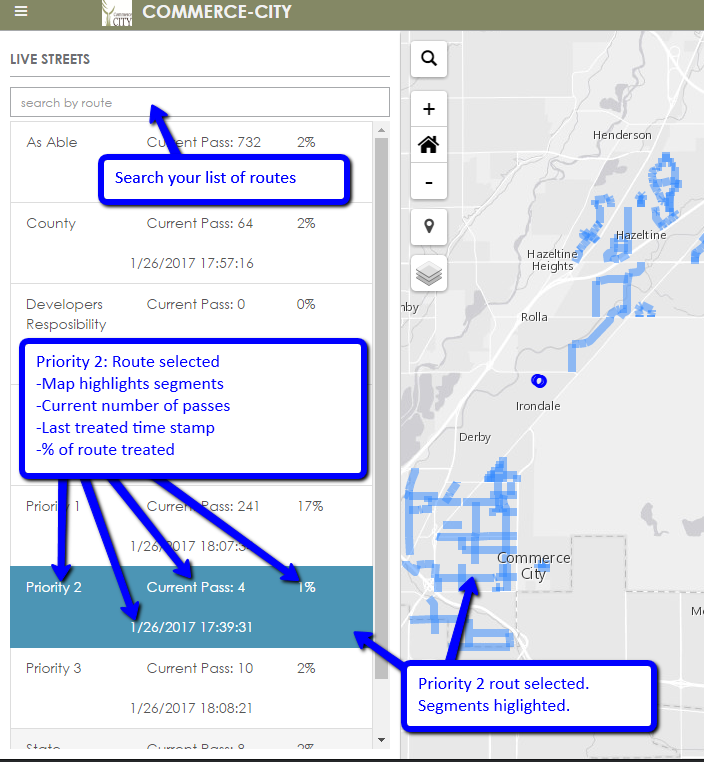 COMMERCE-CITY
CITY
LIVE STREETS
search by route
As Able Current Pass: 732 2%
Search your list of routes
County Current Pass: 64 2%
1/26/2017 17:57:16
Developers Current Pass: 0 0%
Resposibility
Priority 2: Route selected
-Map highlights segments
-Current number of passes
-Last treated time stamp
-% of route treated
Priority 1 Current Pass: 241 17%
1/26/2017 18:07:3
Priority 2 Current Pass: 4 1%
1/26/2017 17:39:31
Priority 3 Current Pass: 10 2%
1/26/2017 18:08:21
State Current Pass: 8 2%
+
-
Henderson
Hazeltine
Hazeltine
Heights
nby
Rolla
Irondale
Derby
Commerce
City
Mo
Priority 2 rout selected.
Segments higlighted.